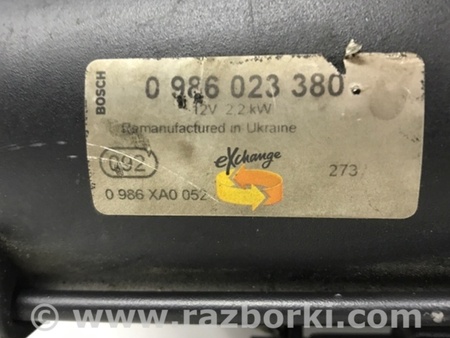 BOSCH
0 986 023 380
12V 2.2 kW
Remanufactured in Ukraine
Q92
eXchange
273
0 986 XA0 052
© www.razborki.com